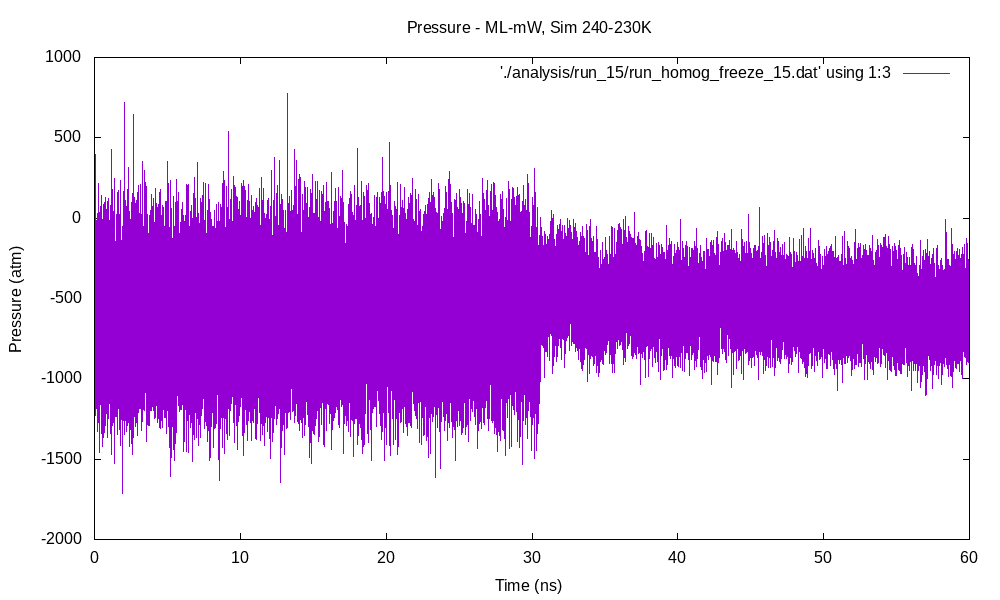 Pressure - ML-mW, Sim 240-230K
'./analysis/run_15/run_homog_freeze_15.dat' using 1:3
1000
500
0
-500
-1000
-1500
-2000
Pressure (atm)
0 10 20 30 40 50 60
Time (ns)